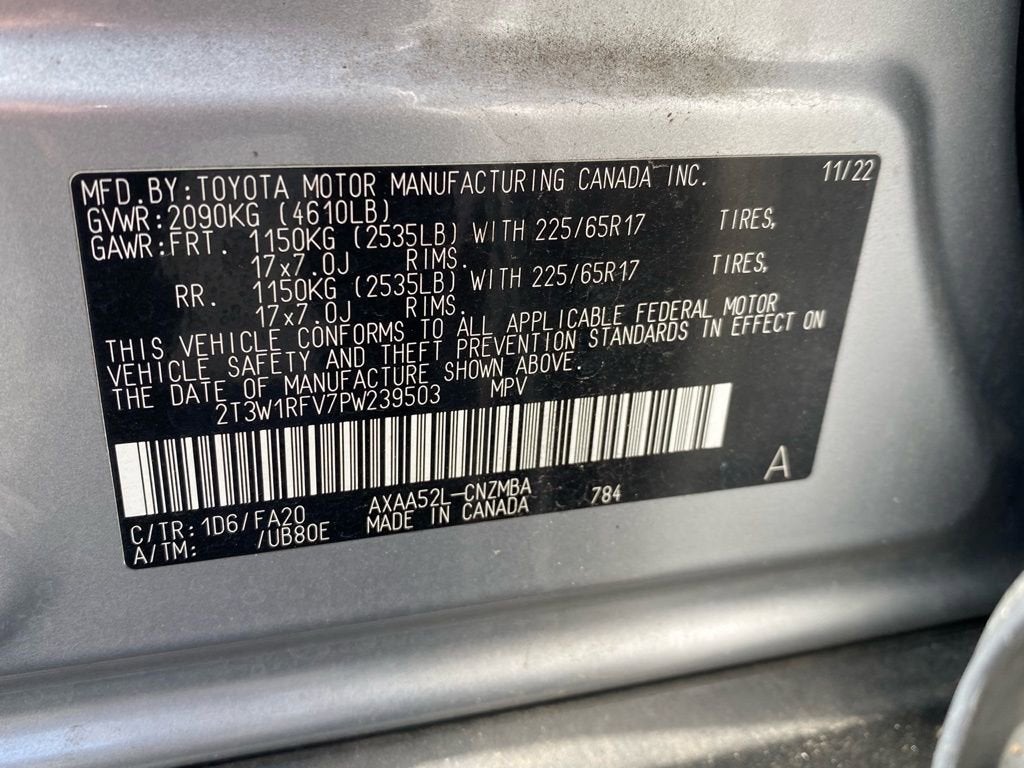 MFD.BY:TOYOTA MOTOR MANUFACTURING CANADA INC. 11/22
GVWR:2090KG (4610LB)
GAWR:FRT. 1150KG (2535LB) WITH 225/65R17 TIRES,
17x7.0J RIMS.
RR. 1150KG (2535LB) WITH 225/65R17 TIRES,
17x7.0J RIMS.
THIS VEHICLE CONFORMS TO ALL APPLICABLE FEDERAL MOTOR
VEHICLE SAFETY AND THEFT PREVENTION STANDARDS IN EFFECT ON
THE DATE OF MANUFACTURE SHOWN ABOVE.
2T3W1RFV7PW239503 MPV
A
C/TR:1D6/FA20 AXAA52L-CNZMBA 784
A/TM: /UB80E MADE IN CANADA